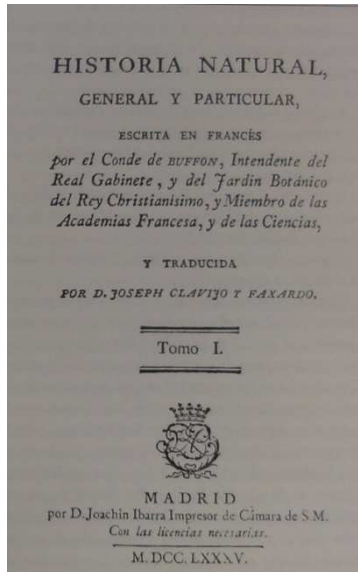 HISTORIA NATURAL,
GENERAL Y PARTICULAR,
ESCRITA EN FRANCÉS
por el Conde de BUFFON, Intendente del
Real Gabinete, y del Jardin Botánico
del Rey Christianísimo, y Miembro de las
Academias Francesa, y de las Ciencias,
Y TRADUCIDA
POR D. JOSEPH CLAVIJO Y FAXARDO.
Tomo I.
MADRID
por D. Joachin Ibarra Impresor de Cámara de S. M.
Con las licencias necesarias.
M. DCC. LXXXV.